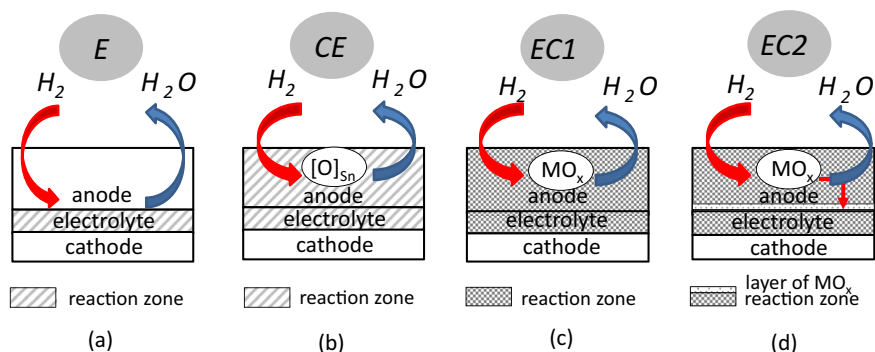 E
H2 H2O
anode
electrolyte
cathode
reaction zone
(a)
CE
H2 H2O
[O]Sn
anode
electrolyte
cathode
reaction zone
(b)
EC1
H2 H2O
MOx
anode
electrolyte
cathode
reaction zone
(c)
EC2
H2 H2O
MOx
anode
electrolyte
cathode
layer of MOx
reaction zone
(d)